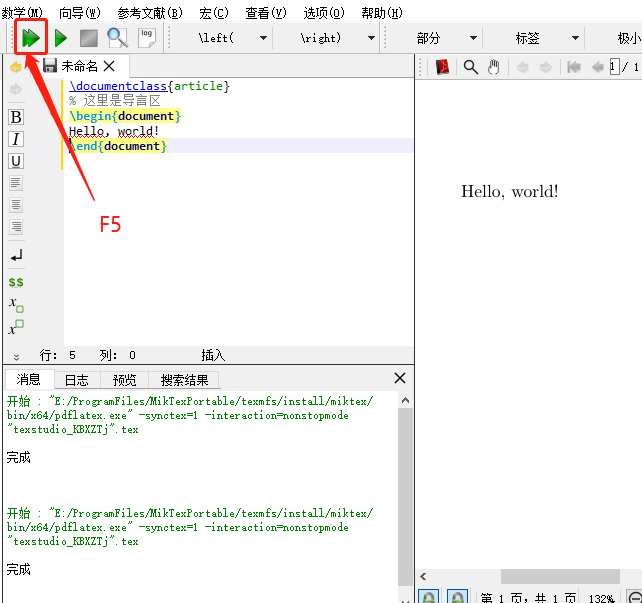 数学(M) 向导(W) 参考文献(B) 宏(C) 查看(V) 选项(O) 帮助(H)
log \left( \right) 部分 标签 极小
未命名
1 / 1
\documentclass{article}
% 这里是导言区
\begin{document}
Hello, world!
\end{document}
B
I
U
F5
$$
x
x
Hello, world!
行: 5 列: 0 插入
消息 日志 预览 搜索结果
开始 : "E:/ProgramFiles/MikTexPortable/texmfs/install/miktex/
bin/x64/pdflatex.exe" -synctex=1 -interaction=nonstopmode
"texstudio_KBXZTj".tex
完成
开始 : "E:/ProgramFiles/MikTexPortable/texmfs/install/miktex/
bin/x64/pdflatex.exe" -synctex=1 -interaction=nonstopmode
"texstudio_KBXZTj".tex
完成
第 1 页，共 1 页 132%